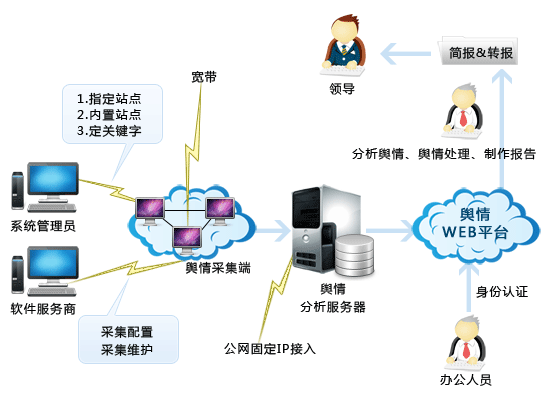 宽带
简报&转报
领导
1.指定站点
2.内置站点
3.定关键字
分析舆情、舆情处理、制作报告
系统管理员
舆情
WEB平台
舆情采集端
舆情
分析服务器
软件服务商
身份认证
采集配置
采集维护
公网固定IP接入
办公人员